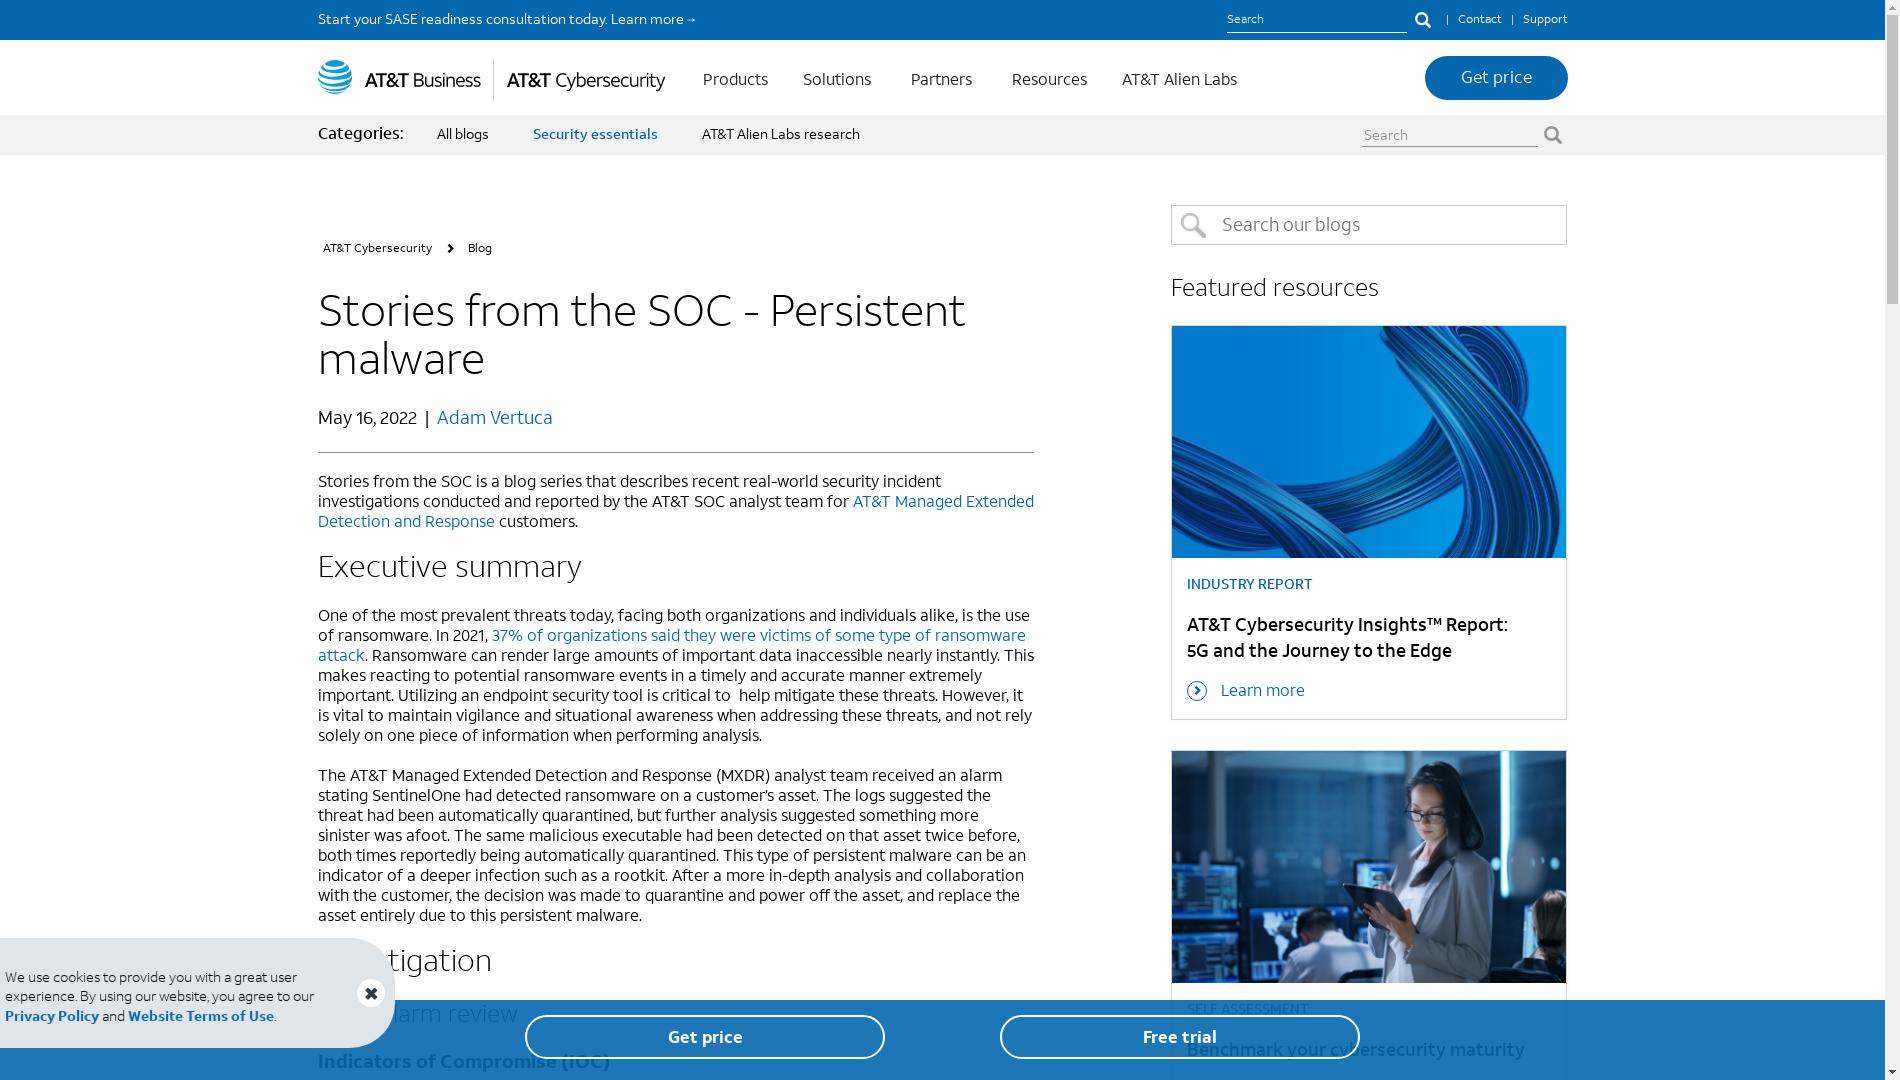 Start your SASE readiness consultation today. Learn more →
Search
| Contact | Support
AT&T Business | AT&T Cybersecurity
Products
Solutions
Partners
Resources
AT&T Alien Labs
Get price
Categories:
All blogs
Security essentials
AT&T Alien Labs research
Search
AT&T Cybersecurity
Blog
Stories from the SOC - Persistent
malware
May 16, 2022 | Adam Vertuca
Stories from the SOC is a blog series that describes recent real-world security incident
investigations conducted and reported by the AT&T SOC analyst team for AT&T Managed Extended
Detection and Response customers.
Executive summary
One of the most prevalent threats today, facing both organizations and individuals alike, is the use
of ransomware. In 2021, 37% of organizations said they were victims of some type of ransomware
attack. Ransomware can render large amounts of important data inaccessible nearly instantly. This
makes reacting to potential ransomware events in a timely and accurate manner extremely
important. Utilizing an endpoint security tool is critical to  help mitigate these threats. However, it
is vital to maintain vigilance and situational awareness when addressing these threats, and not rely
solely on one piece of information when performing analysis.
The AT&T Managed Extended Detection and Response (MXDR) analyst team received an alarm
stating SentinelOne had detected ransomware on a customer's asset. The logs suggested the
threat had been automatically quarantined, but further analysis suggested something more
sinister was afoot. The same malicious executable had been detected on that asset twice before,
both times reportedly being automatically quarantined. This type of persistent malware can be an
indicator of a deeper infection such as a rootkit. After a more in-depth analysis and collaboration
with the customer, the decision was made to quarantine and power off the asset, and replace the
asset entirely due to this persistent malware.
tigation
arm review
Indicators of Compromise (IOC)
Search our blogs
Featured resources
INDUSTRY REPORT
AT&T Cybersecurity Insights™ Report:
5G and the Journey to the Edge
Learn more
SELF ASSESSMENT
Benchmark your cybersecurity maturity
We use cookies to provide you with a great user
experience. By using our website, you agree to our
Privacy Policy and Website Terms of Use.
Get price
Free trial